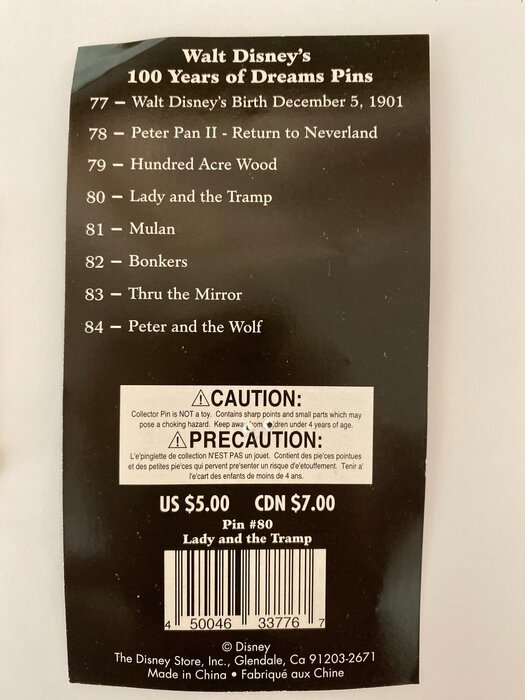 Walt Disney's
100 Years of Dreams Pins
77 – Walt Disney's Birth December 5, 1901
78 – Peter Pan II - Return to Neverland
79 – Hundred Acre Wood
80 – Lady and the Tramp
81 – Mulan
82 – Bonkers
83 – Thru the Mirror
84 – Peter and the Wolf
⚠CAUTION:
Collector Pin is NOT a toy. Contains sharp points and small parts which may
pose a choking hazard. Keep under 4 years of age.
⚠PRECAUTION:
L'e'pinglette de collection N'EST PAS un jouet. Contient des pie'ces pointues
et des petites pie'ces qui pervent pre'senter un risque d'e'touffement. Tenir a'
l'e'cart des enfants de moins de 4 ans.
US $5.00 CDN $7.00
Pin #80
Lady and the Tramp
4 50046 33776 7
© Disney
The Disney Store, Inc., Glendale, Ca 91203-2671
Made in China • Fabriqué aux Chine